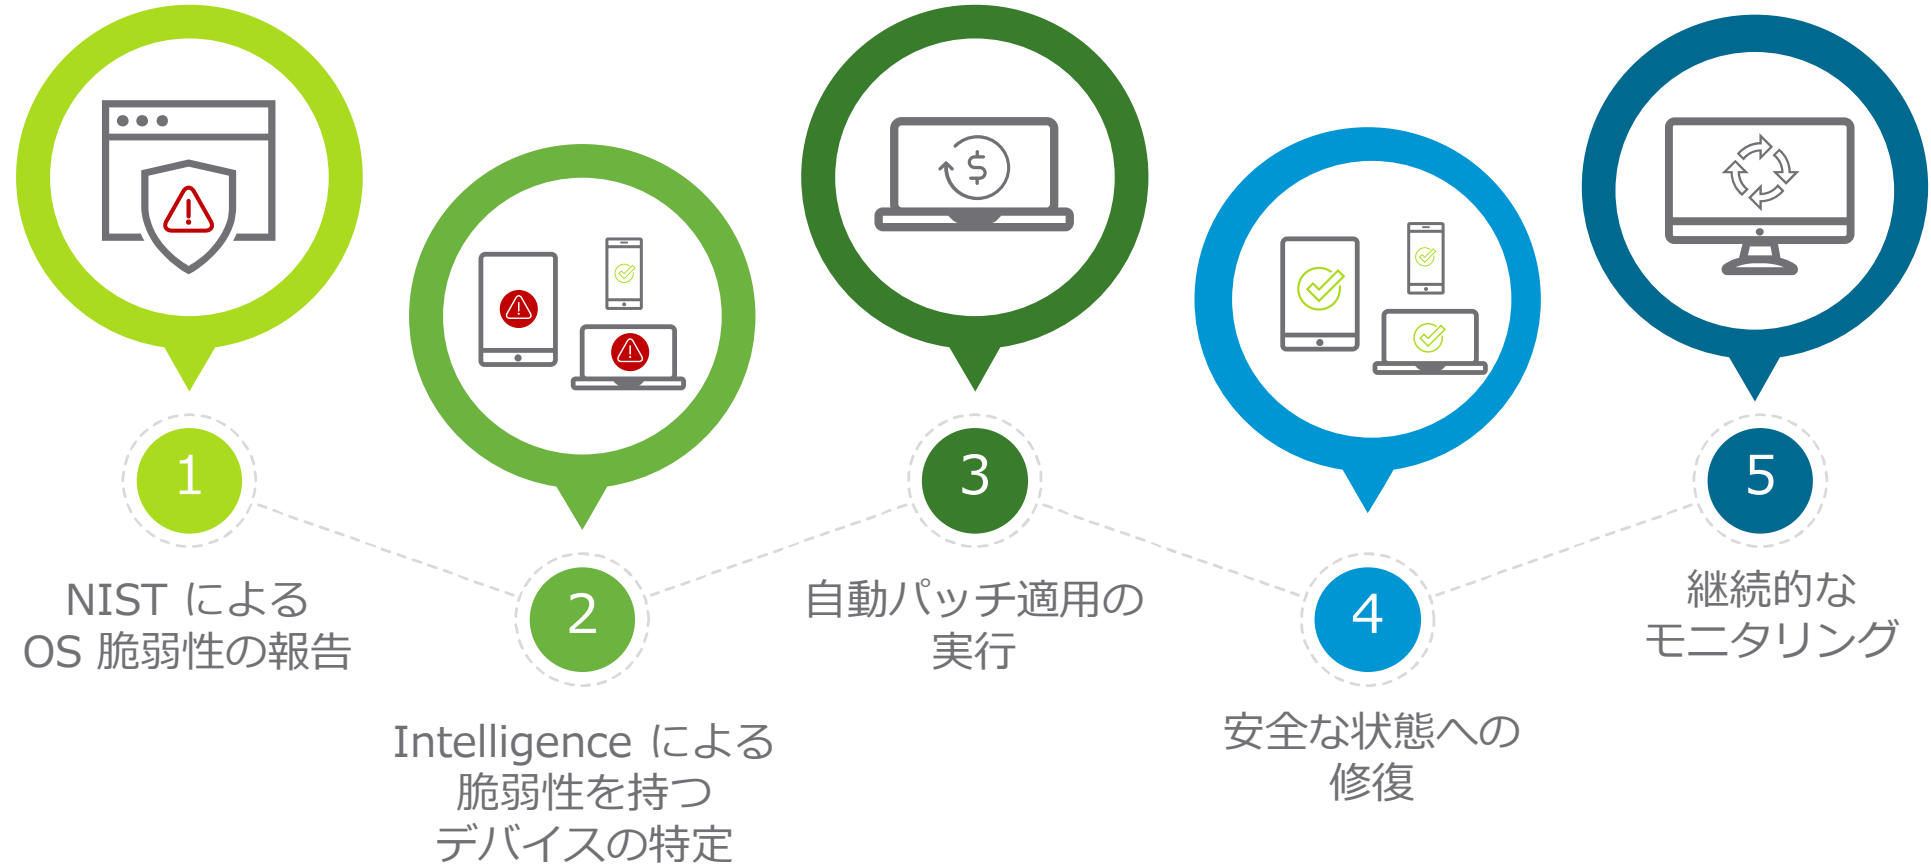 1
NIST による
OS 脆弱性の報告
2
Intelligence による
脆弱性を持つ
デバイスの特定
$
3
自動パッチ適用の
実行
4
安全な状態への
修復
5
継続的な
モニタリング